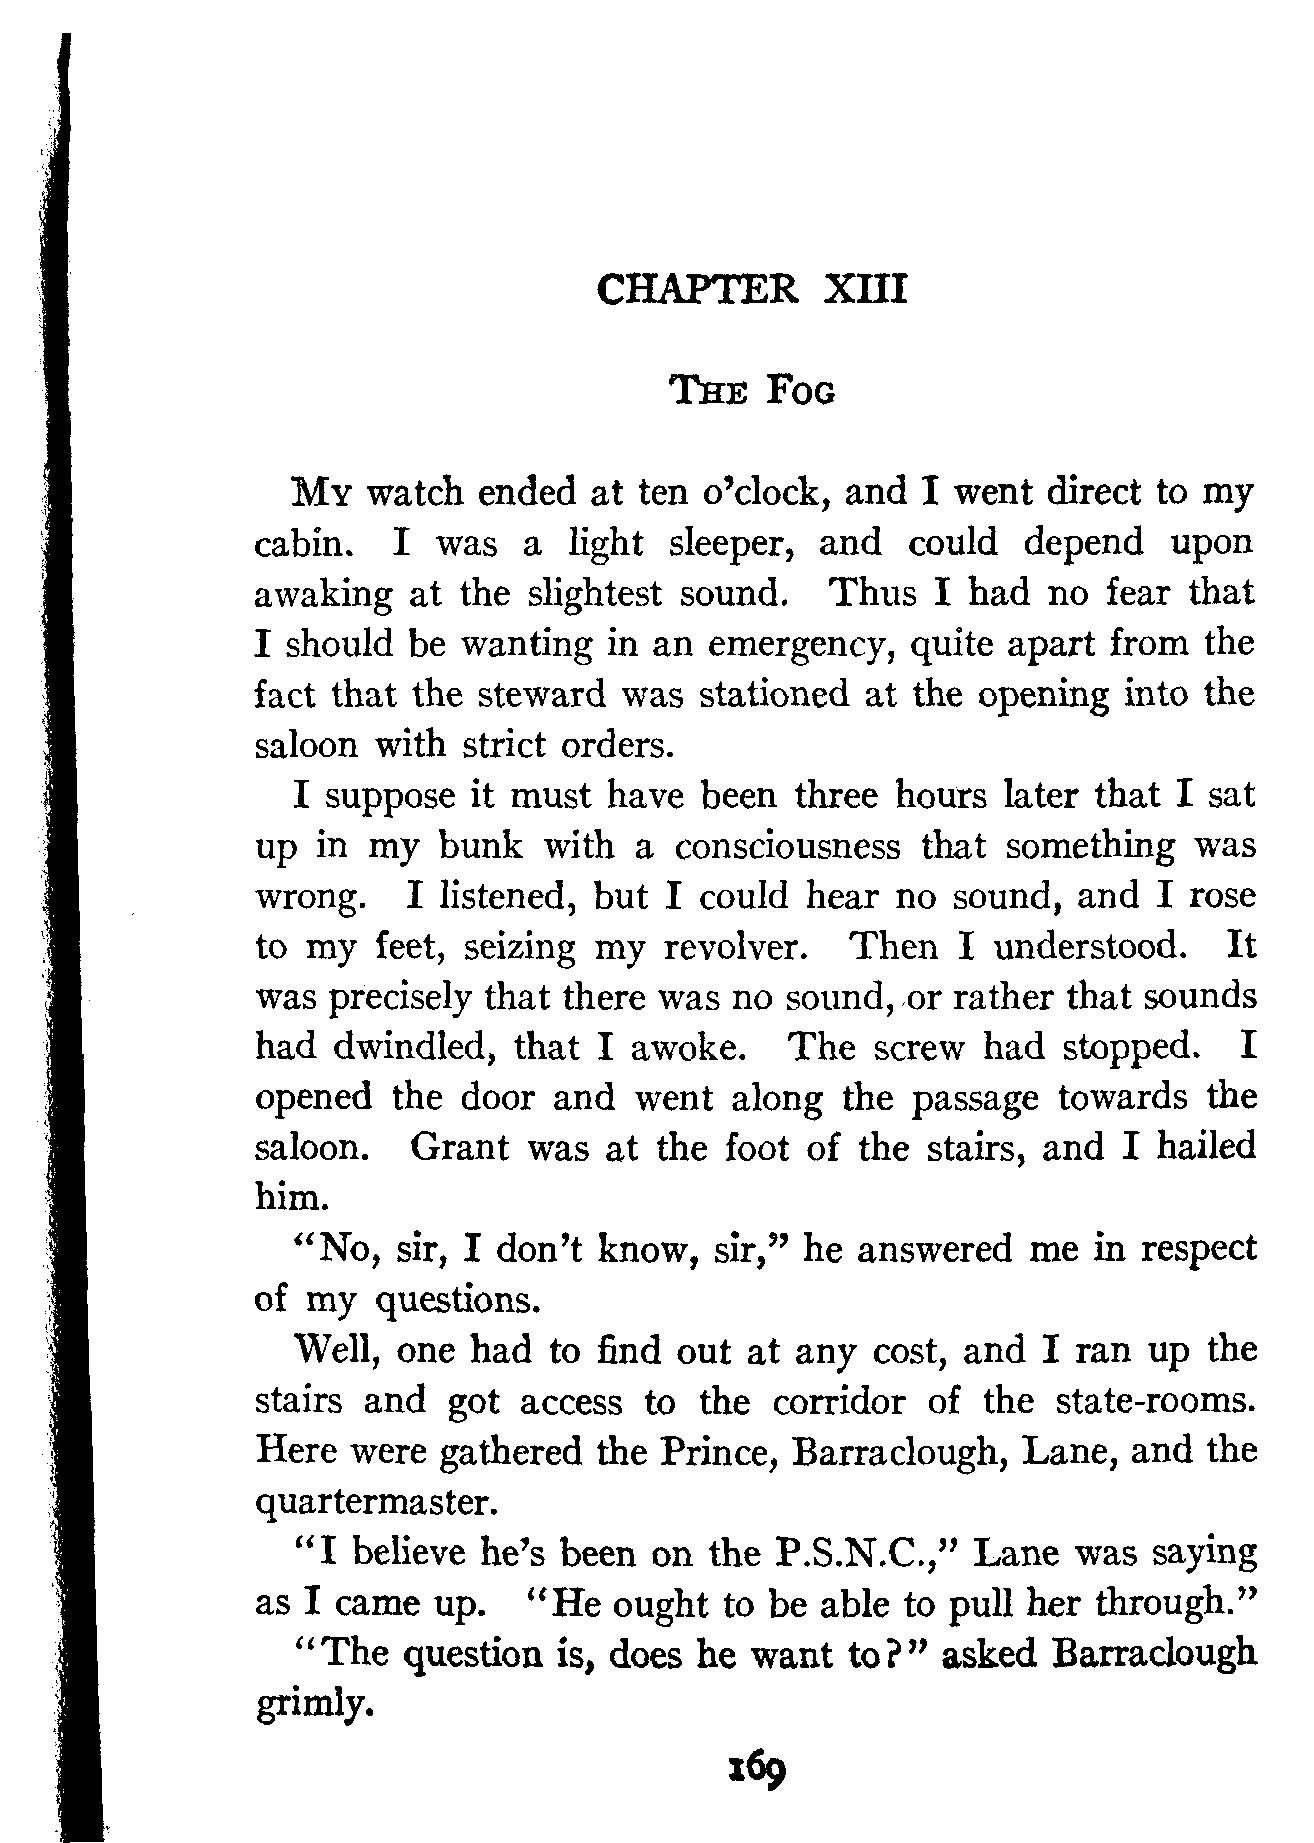 CHAPTER XIII
The Fog
My watch ended at ten o'clock, and I went direct to my
cabin. I was a light sleeper, and could depend upon
awaking at the slightest sound. Thus I had no fear that
I should be wanting in an emergency, quite apart from the
fact that the steward was stationed at the opening into the
saloon with strict orders.
I suppose it must have been three hours later that I sat
up in my bunk with a consciousness that something was
wrong. I listened, but I could hear no sound, and I rose
to my feet, seizing my revolver. Then I understood. It
was precisely that there was no sound, or rather that sounds
had dwindled, that I awoke. The screw had stopped. I
opened the door and went along the passage towards the
saloon. Grant was at the foot of the stairs, and I hailed
him.
"No, sir, I don't know, sir," he answered me in respect
of my questions.
Well, one had to find out at any cost, and I ran up the
stairs and got access to the corridor of the state-rooms.
Here were gathered the Prince, Barraclough, Lane, and the
quartermaster.
"I believe he's been on the P.S.N.C.," Lane was saying
as I came up. "He ought to be able to pull her through."
"The question is, does he want to?" asked Barraclough
grimly.
169